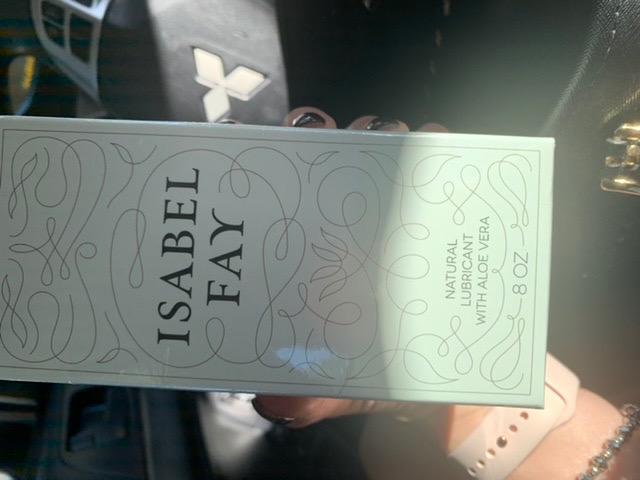 ISABEL
FAY
NATURAL
LUBRICANT
WITH ALOE VERA
8 OZ